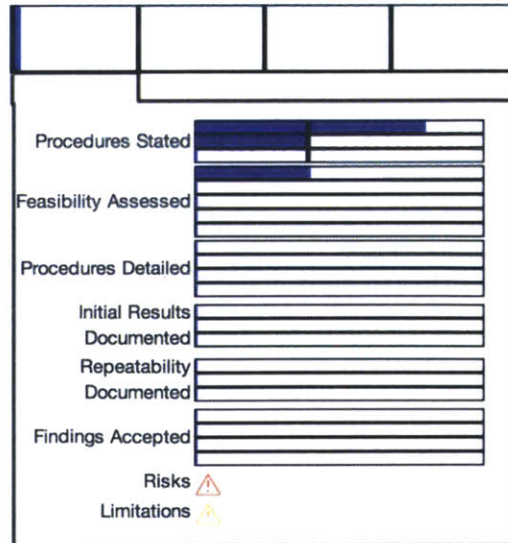 Procedures Stated
Feasibility Assessed
Procedures Detailed
Initial Results
Documented
Repeatability
Documented
Findings Accepted
Risks
Limitations